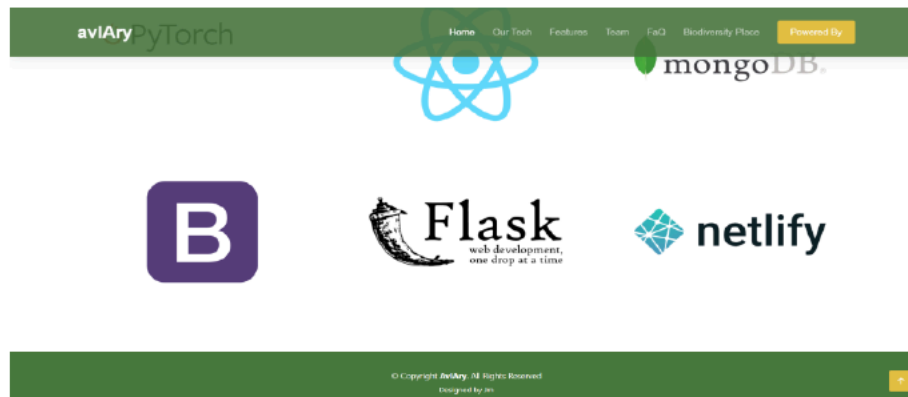 avIAry
PyTorch
Home Our Tech Features Team FaQ Biodiversity Place Powered By
mongoDB.
B
Flask
web development,
one drop at a time
netlify
© Copyright AvIAry. All Rights Reserved
Designed by